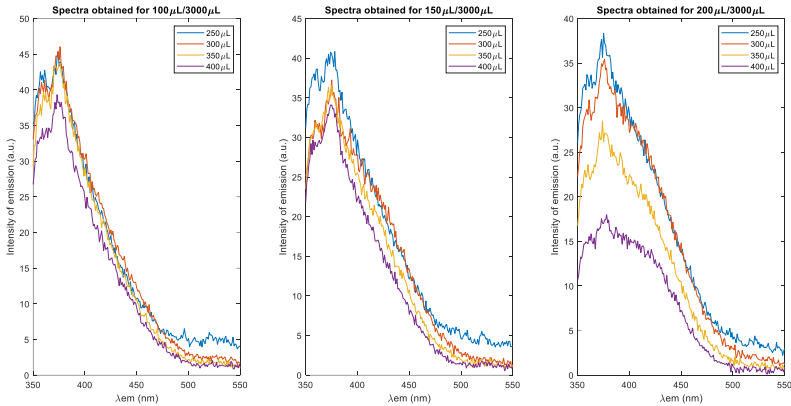 Spectra obtained for 100μL/3000μL
Intensity of emission (a.u.)
50
45
40
35
30
25
20
15
10
5
0
350
400
450
500
550
λem (nm)
250μL
300μL
350μL
400μL
Spectra obtained for 150μL/3000μL
Intensity of emission (a.u.)
45
40
35
30
25
20
15
10
5
0
350
400
450
500
550
λem (nm)
250μL
300μL
350μL
400μL
Spectra obtained for 200μL/3000μL
Intensity of emission (a.u.)
40
35
30
25
20
15
10
5
0
350
400
450
500
550
λem (nm)
250μL
300μL
350μL
400μL